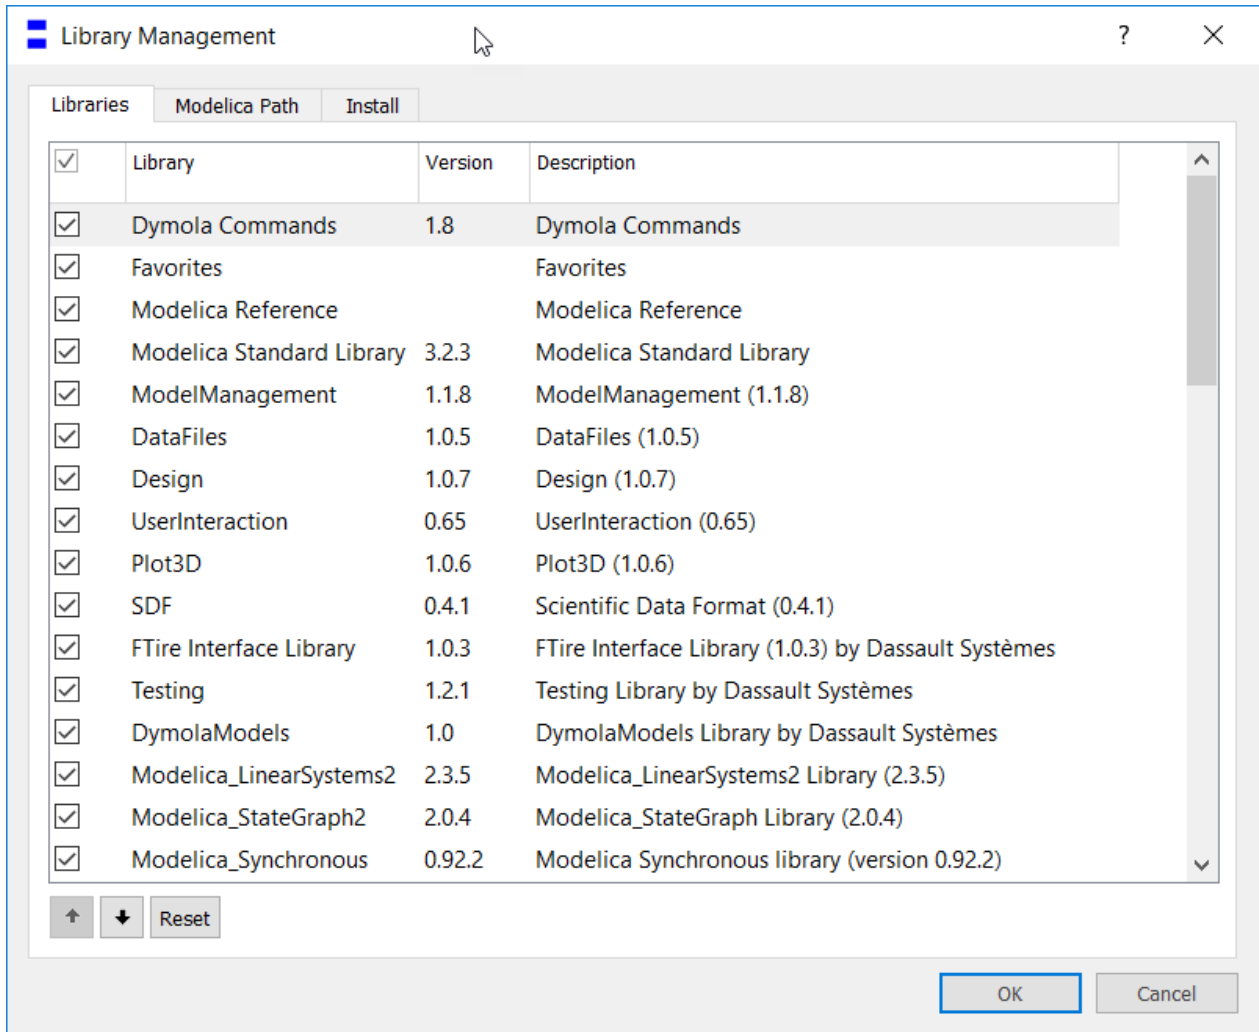 Library Management ?
Libraries Modelica Path Install
Library Version Description
Dymola Commands 1.8 Dymola Commands
Favorites Favorites
Modelica Reference Modelica Reference
Modelica Standard Library 3.2.3 Modelica Standard Library
ModelManagement 1.1.8 ModelManagement (1.1.8)
DataFiles 1.0.5 DataFiles (1.0.5)
Design 1.0.7 Design (1.0.7)
UserInteraction 0.65 UserInteraction (0.65)
Plot3D 1.0.6 Plot3D (1.0.6)
SDF 0.4.1 Scientific Data Format (0.4.1)
FTire Interface Library 1.0.3 FTire Interface Library (1.0.3) by Dassault Systèmes
Testing 1.2.1 Testing Library by Dassault Systèmes
DymolaModels 1.0 DymolaModels Library by Dassault Systèmes
Modelica_LinearSystems2 2.3.5 Modelica_LinearSystems2 Library (2.3.5)
Modelica_StateGraph2 2.0.4 Modelica_StateGraph Library (2.0.4)
Modelica_Synchronous 0.92.2 Modelica Synchronous library (version 0.92.2)
Reset
OK Cancel